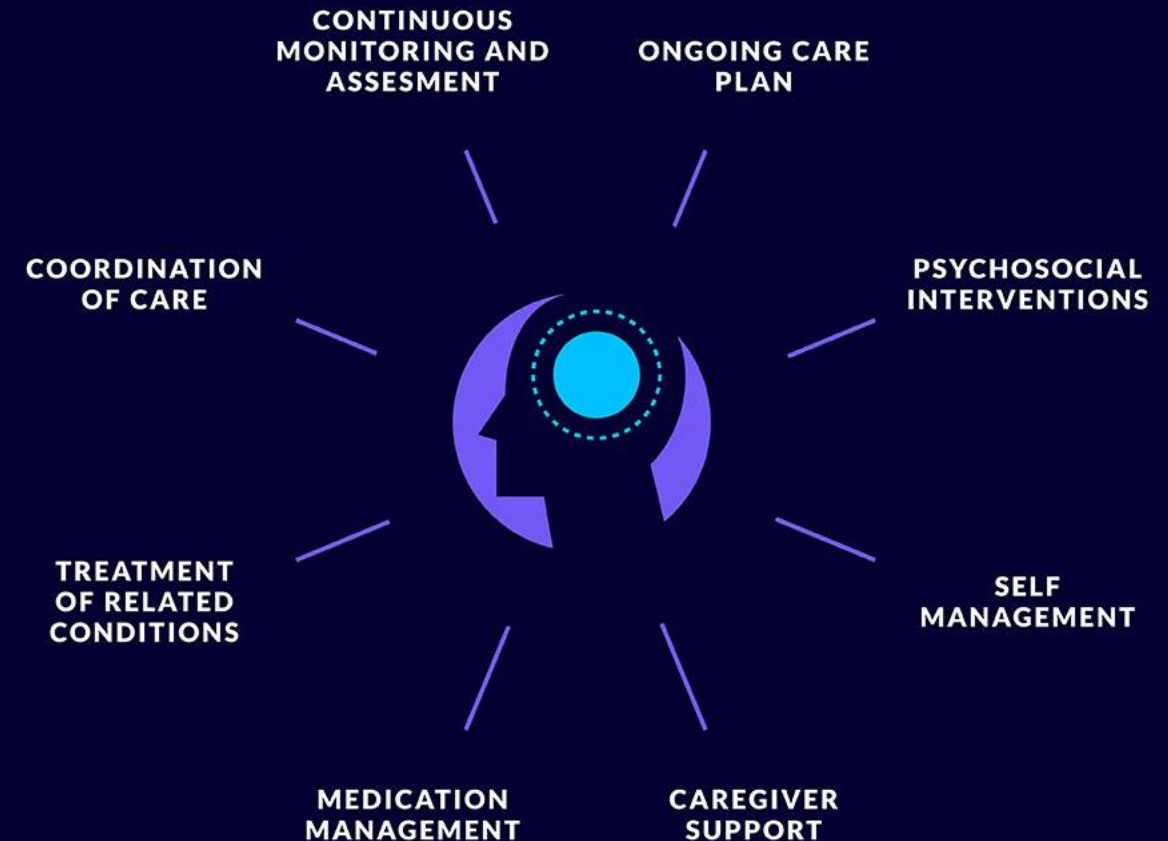 CONTINUOUS
MONITORING AND
ASSESMENT
ONGOING CARE
PLAN
COORDINATION
OF CARE
PSYCHOSOCIAL
INTERVENTIONS
TREATMENT
OF RELATED
CONDITIONS
SELF
MANAGEMENT
MEDICATION
MANAGEMENT
CAREGIVER
SUPPORT